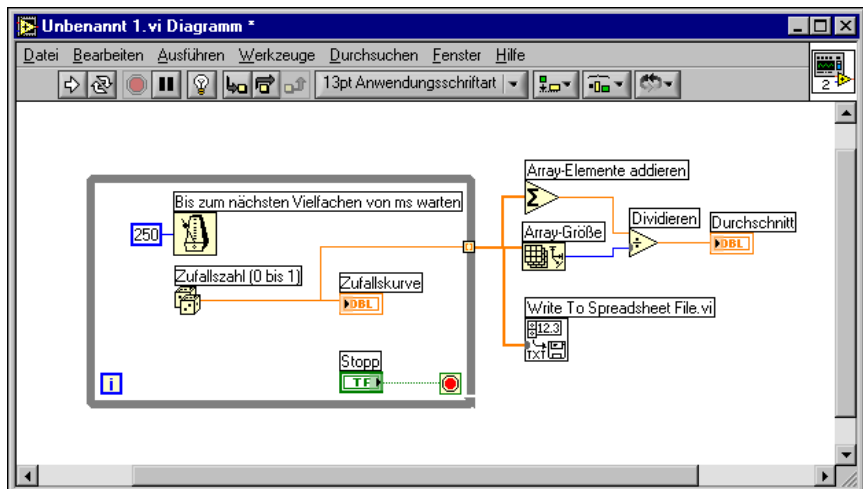 Unbenannt 1.vi Diagramm *
Datei Bearbeiten Ausführen Werkzeuge Durchsuchen Fenster Hilfe
13pt Anwendungsschriftart
2
Array-Elemente addieren
Bis zum nächsten Vielfachen von ms warten
250
Array-Größe
Dividieren
Durchschnitt
DBL
Zufallszahl (0 bis 1)
Zufallskurve
DBL
Write To Spreadsheet File.vi
12.3
TXT
Stopp
TF
i